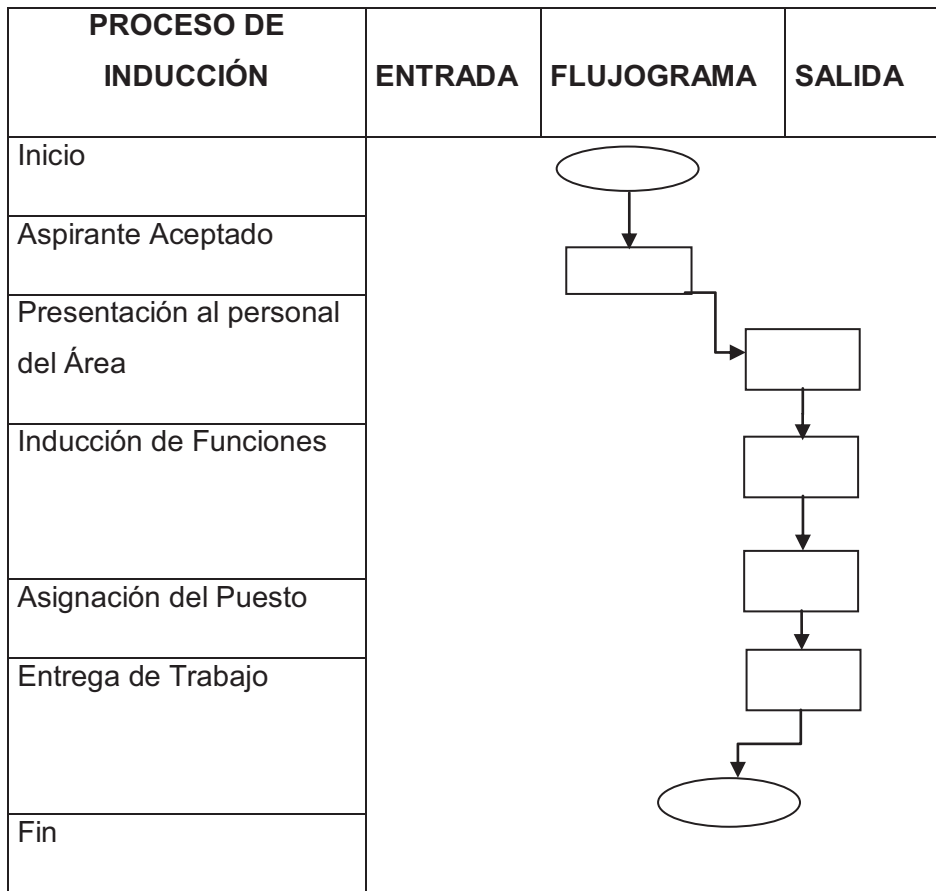 PROCESO DE
INDUCCIÓN
ENTRADA
FLUJOGRAMA
SALIDA
Inicio
Aspirante Aceptado
Presentación al personal
del Área
Inducción de Funciones
Asignación del Puesto
Entrega de Trabajo
Fin